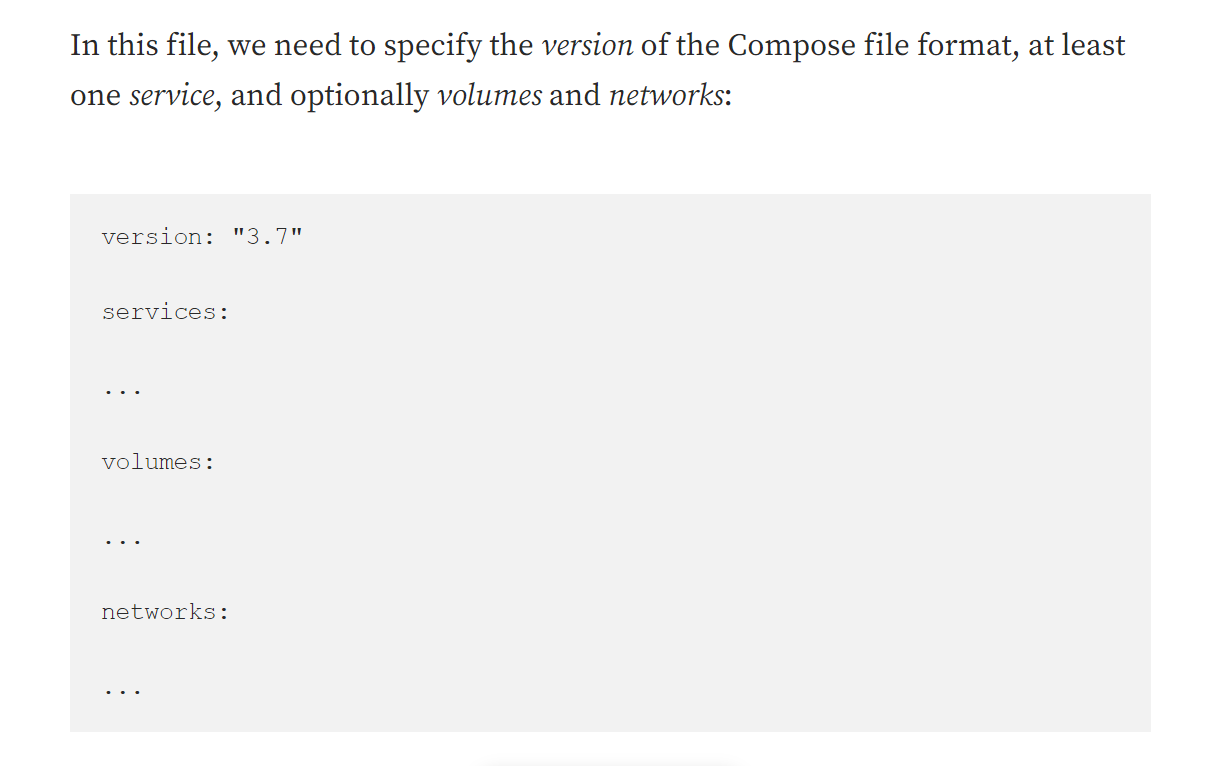 In this file, we need to specify the version of the Compose file format, at least
one service, and optionally volumes and networks:
version: "3.7"
services:
...
volumes:
...
networks:
...